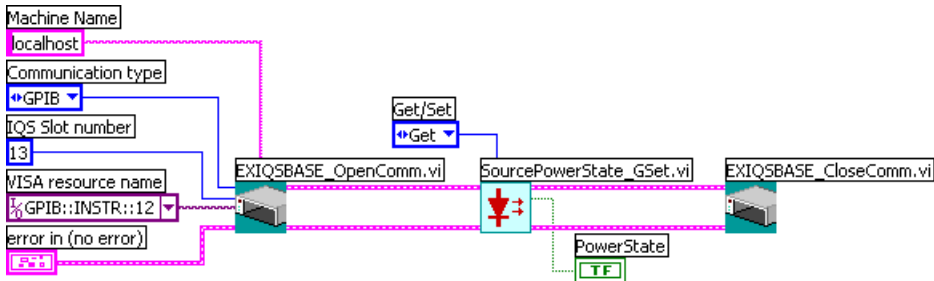 Machine Name
localhost
Communication type
GPIB
IQS Slot number
13
VISA resource name
GPIB::INSTR::12
error in (no error)
Get/Set
Get
EXIQSBASE_OpenComm.vi
SourcePowerState_GSet.vi
EXIQSBASE_CloseComm.vi
PowerState
TF